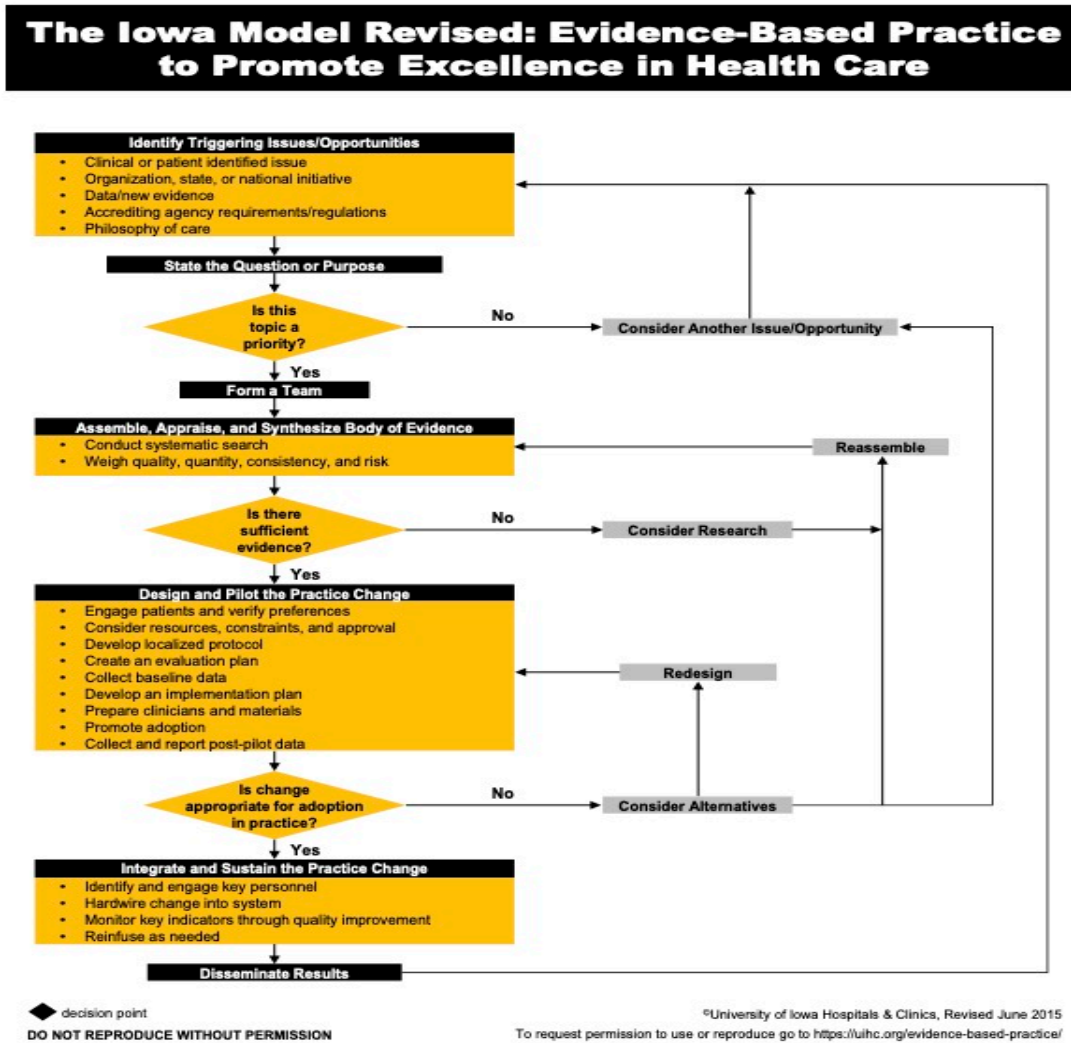 The Iowa Model Revised: Evidence-Based Practice
to Promote Excellence in Health Care
Identify Triggering Issues/Opportunities
• Clinical or patient identified issue
• Organization, state, or national initiative
• Data/new evidence
• Accrediting agency requirements/regulations
• Philosophy of care
State the Question or Purpose
Is this
topic a
priority?
No
Consider Another Issue/Opportunity
Yes
Form a Team
Assemble, Appraise, and Synthesize Body of Evidence
• Conduct systematic search
• Weigh quality, quantity, consistency, and risk
Reassemble
Is there
sufficient
evidence?
No
Consider Research
Yes
Design and Pilot the Practice Change
• Engage patients and verify preferences
• Consider resources, constraints, and approval
• Develop localized protocol
• Create an evaluation plan
• Collect baseline data
• Develop an implementation plan
• Prepare clinicians and materials
• Promote adoption
• Collect and report post-pilot data
Redesign
Is change
appropriate for adoption
in practice?
No
Consider Alternatives
Yes
Integrate and Sustain the Practice Change
• Identify and engage key personnel
• Hardwire change into system
• Monitor key indicators through quality improvement
• Reinfuse as needed
Disseminate Results
decision point
©University of Iowa Hospitals & Clinics, Revised June 2015
DO NOT REPRODUCE WITHOUT PERMISSION
To request permission to use or reproduce go to https://uihc.org/evidence-based-practice/